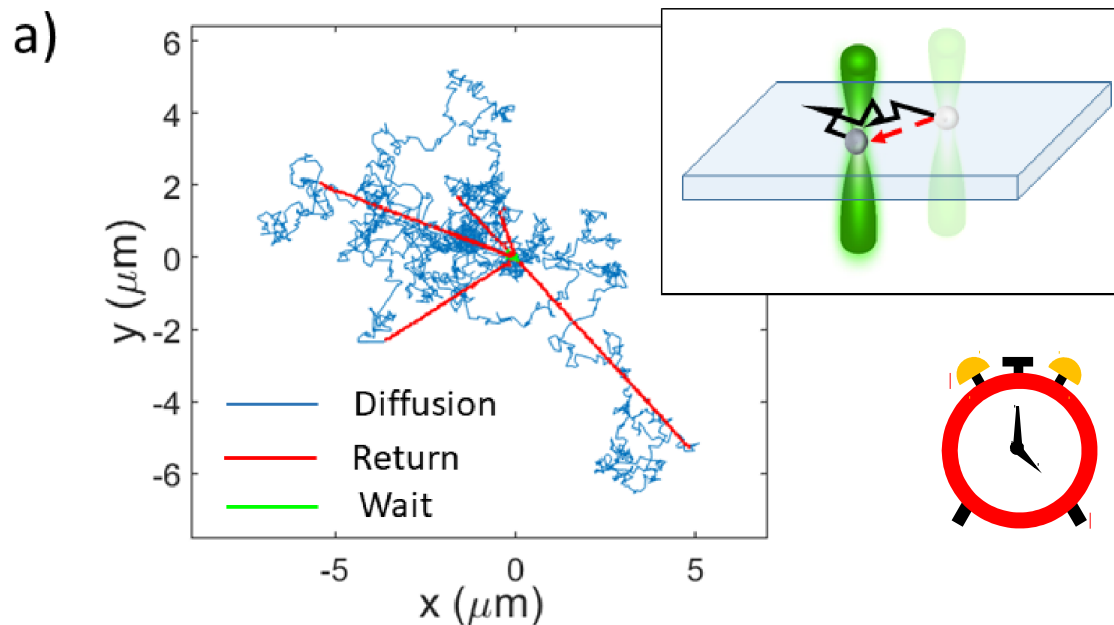 a)
6
4
2
0
-2
-4
-6
y (μm)
Diffusion
Return
Wait
-5
0
5
x (μm)